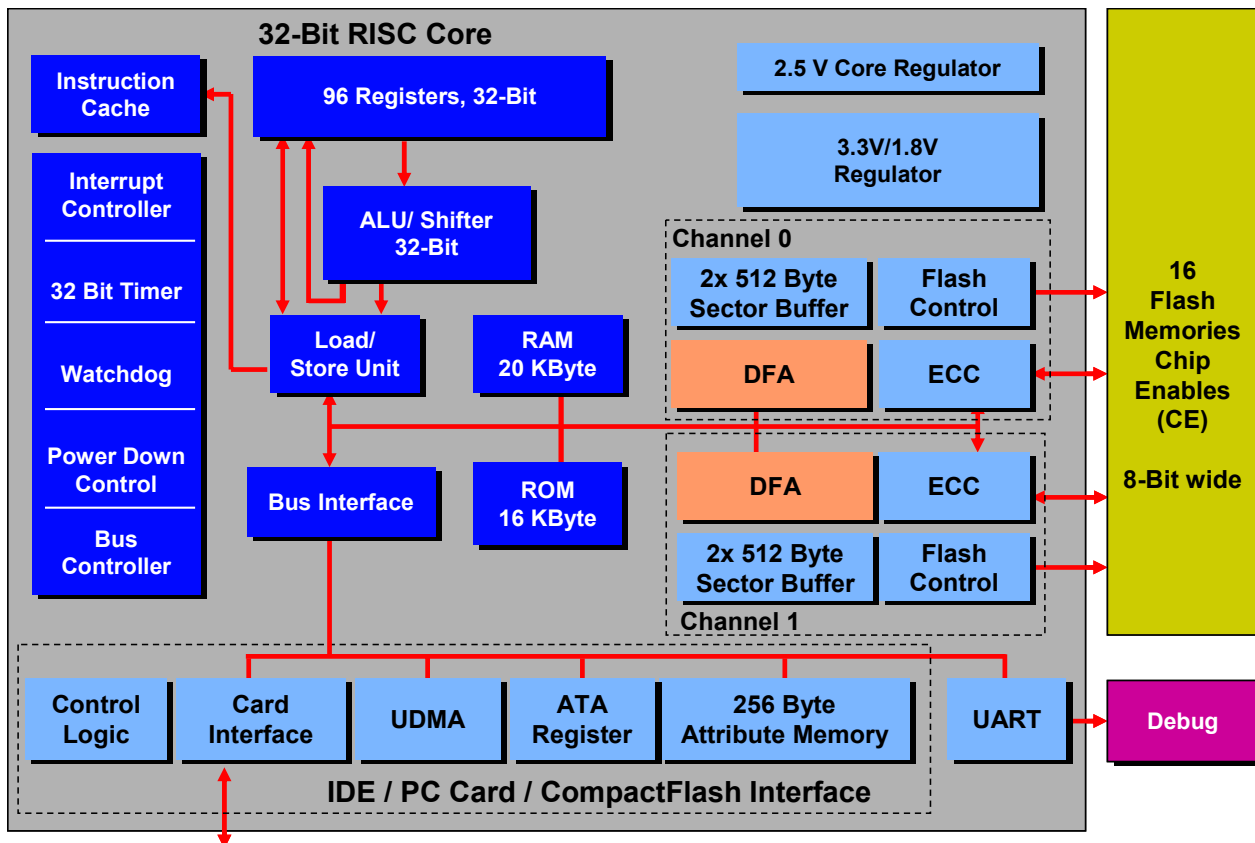 32-Bit RISC Core
Instruction
Cache
96 Registers, 32-Bit
2.5 V Core Regulator
3.3V/1.8V
Regulator
Interrupt
Controller
32 Bit Timer
Watchdog
Power Down
Control
Bus
Controller
ALU/ Shifter
32-Bit
Load/
Store Unit
RAM
20 KByte
Bus Interface
ROM
16 KByte
Channel 0
2x 512 Byte
Sector Buffer
Flash
Control
DFA
ECC
DFA
ECC
2x 512 Byte
Sector Buffer
Flash
Control
Channel 1
16
Flash
Memories
Chip
Enables
(CE)
8-Bit wide
Control
Logic
Card
Interface
UDMA
ATA
Register
256 Byte
Attribute Memory
UART
Debug
IDE / PC Card / CompactFlash Interface